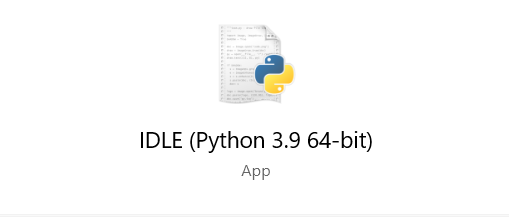 IDLE (Python 3.9 64-bit)
App